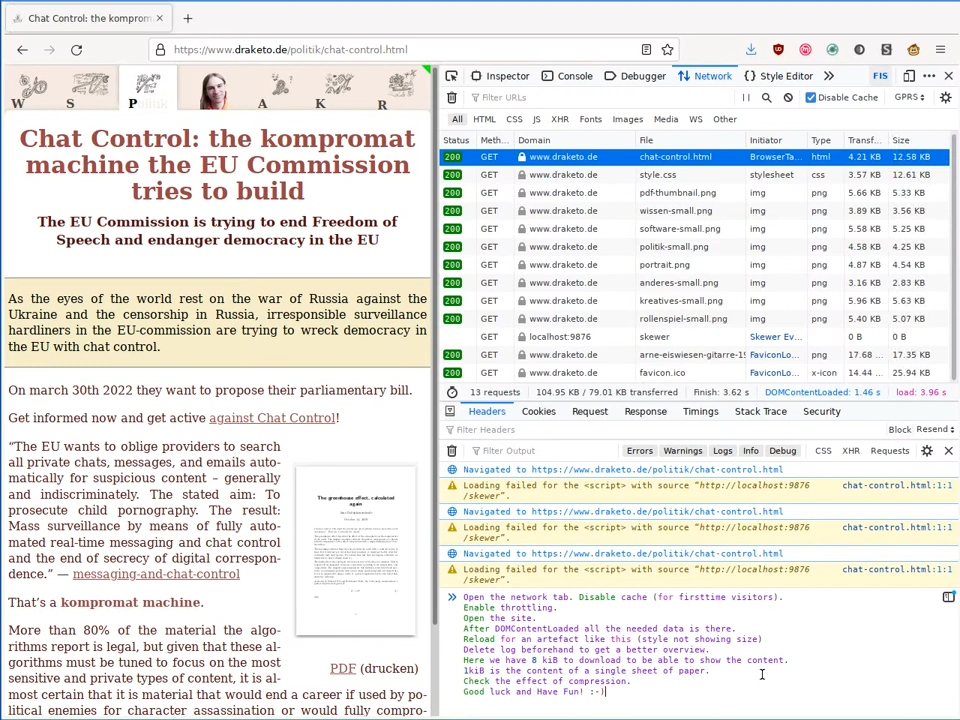 Chat Control: the komprom
https://www.draketo.de/politik/chat-control.html
W S P A K R
Chat Control: the kompromat
machine the EU Commission
tries to build
The EU Commission is trying to end Freedom of
Speech and endanger democracy in the EU
As the eyes of the world rest on the war of Russia against the
Ukraine and the censorship in Russia, irresponsible surveillance
hardliners in the EU-commission are trying to wreck democracy in
the EU with chat control.
On march 30th 2022 they want to propose their parliamentary bill.
Get informed now and get active against Chat Control!
“The EU wants to oblige providers to search
all private chats, messages, and emails auto-
matically for suspicious content – generally
and indiscriminately. The stated aim: To
prosecute child pornography. The result:
Mass surveillance by means of fully auto-
mated real-time messaging and chat control
and the end of secrecy of digital correspon-
dence.” — messaging-and-chat-control
That’s a kompromat machine.
The greenhouse effect, calculated
again
PDF (drucken)
More than 80% of the material the algo-
rithms report is legal, but given that these al-
gorithms must be tuned to focus on the most
sensitive and private types of content, it is al-
most certain that it is material that would end a career if used by po-
litical enemies for character assassination or would fully compro-
Inspector Console Debugger Network Style Editor FIS
Filter URLs Disable Cache GPRS
All HTML CSS JS XHR Fonts Images Media WS Other
Status Meth… Domain File Initiator Type Transf… Size
200 GET www.draketo.de chat-control.html BrowserTa… html 4.21 KB 12.58 KB
200 GET www.draketo.de style.css stylesheet css 3.57 KB 12.61 KB
200 GET www.draketo.de pdf-thumbnail.png img png 5.66 KB 5.33 KB
200 GET www.draketo.de wissen-small.png img png 3.89 KB 3.56 KB
200 GET www.draketo.de software-small.png img png 5.58 KB 5.25 KB
200 GET www.draketo.de politik-small.png img png 4.58 KB 4.25 KB
200 GET www.draketo.de portrait.png img png 4.87 KB 4.54 KB
200 GET www.draketo.de anderes-small.png img png 3.16 KB 2.83 KB
200 GET www.draketo.de kreatives-small.png img png 5.96 KB 5.63 KB
200 GET www.draketo.de rollenspiel-small.png img png 5.40 KB 5.07 KB
GET localhost:9876 skewer Skewer Ev… 0 B 0 B
200 GET www.draketo.de arne-eiswiesen-gitarre-15 FaviconLo… png 17.68 … 17.35 KB
200 GET www.draketo.de favicon.ico FaviconLo… x-icon 14.44 … 25.94 KB
13 requests 104.95 KB / 79.01 KB transferred Finish: 3.62 s DOMContentLoaded: 1.46 s load: 3.96 s
Headers Cookies Request Response Timings Stack Trace Security
Filter Headers Block Resend
Filter Output Errors Warnings Logs Info Debug CSS XHR Requests
Navigated to https://www.draketo.de/politik/chat-control.html
Loading failed for the <script> with source “http://localhost:9876 chat-control.html:1:1
/skewer”.
Navigated to https://www.draketo.de/politik/chat-control.html
Loading failed for the <script> with source “http://localhost:9876 chat-control.html:1:1
/skewer”.
Navigated to https://www.draketo.de/politik/chat-control.html
Loading failed for the <script> with source “http://localhost:9876 chat-control.html:1:1
/skewer”.
Open the network tab. Disable cache (for firsttime visitors).
Enable throttling.
Open the site.
After DOMContentLoaded all the needed data is there.
Reload for an artefact like this (style not showing size)
Delete log beforehand to get a better overview.
Here we have 8 kiB to download to be able to show the content.
1kiB is the content of a single sheet of paper.
Check the effect of compression.
Good luck and Have Fun! :-)